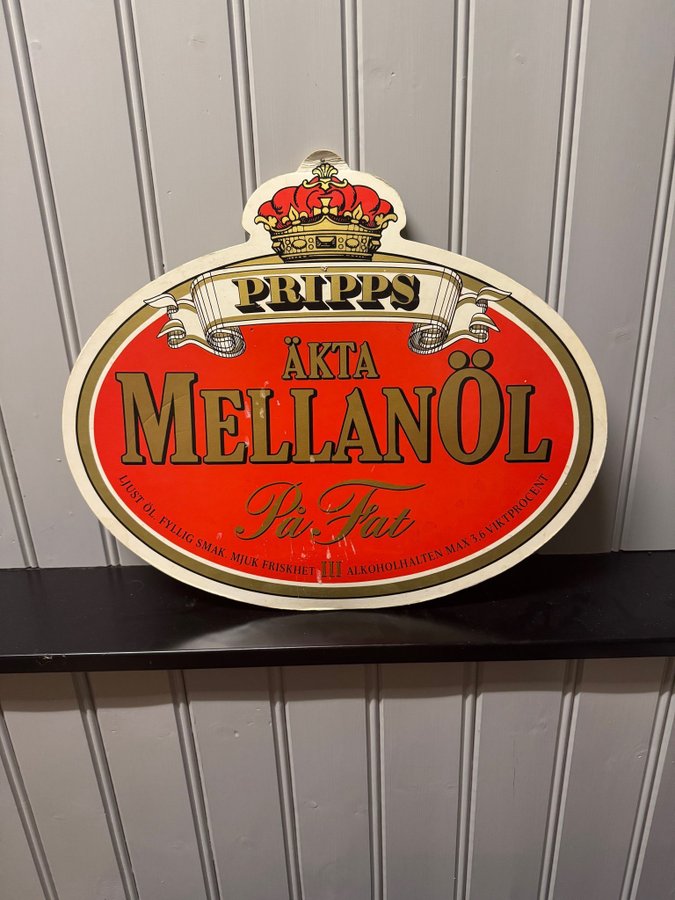 PRIPPS
ÄKTA
MELLANÖL
På Fat
LJUST ÖL. FYLLIG SMAK. MJUK FRISKHET III ALKOHOLHALTEN MAX 3,6 VIKTPROCENT